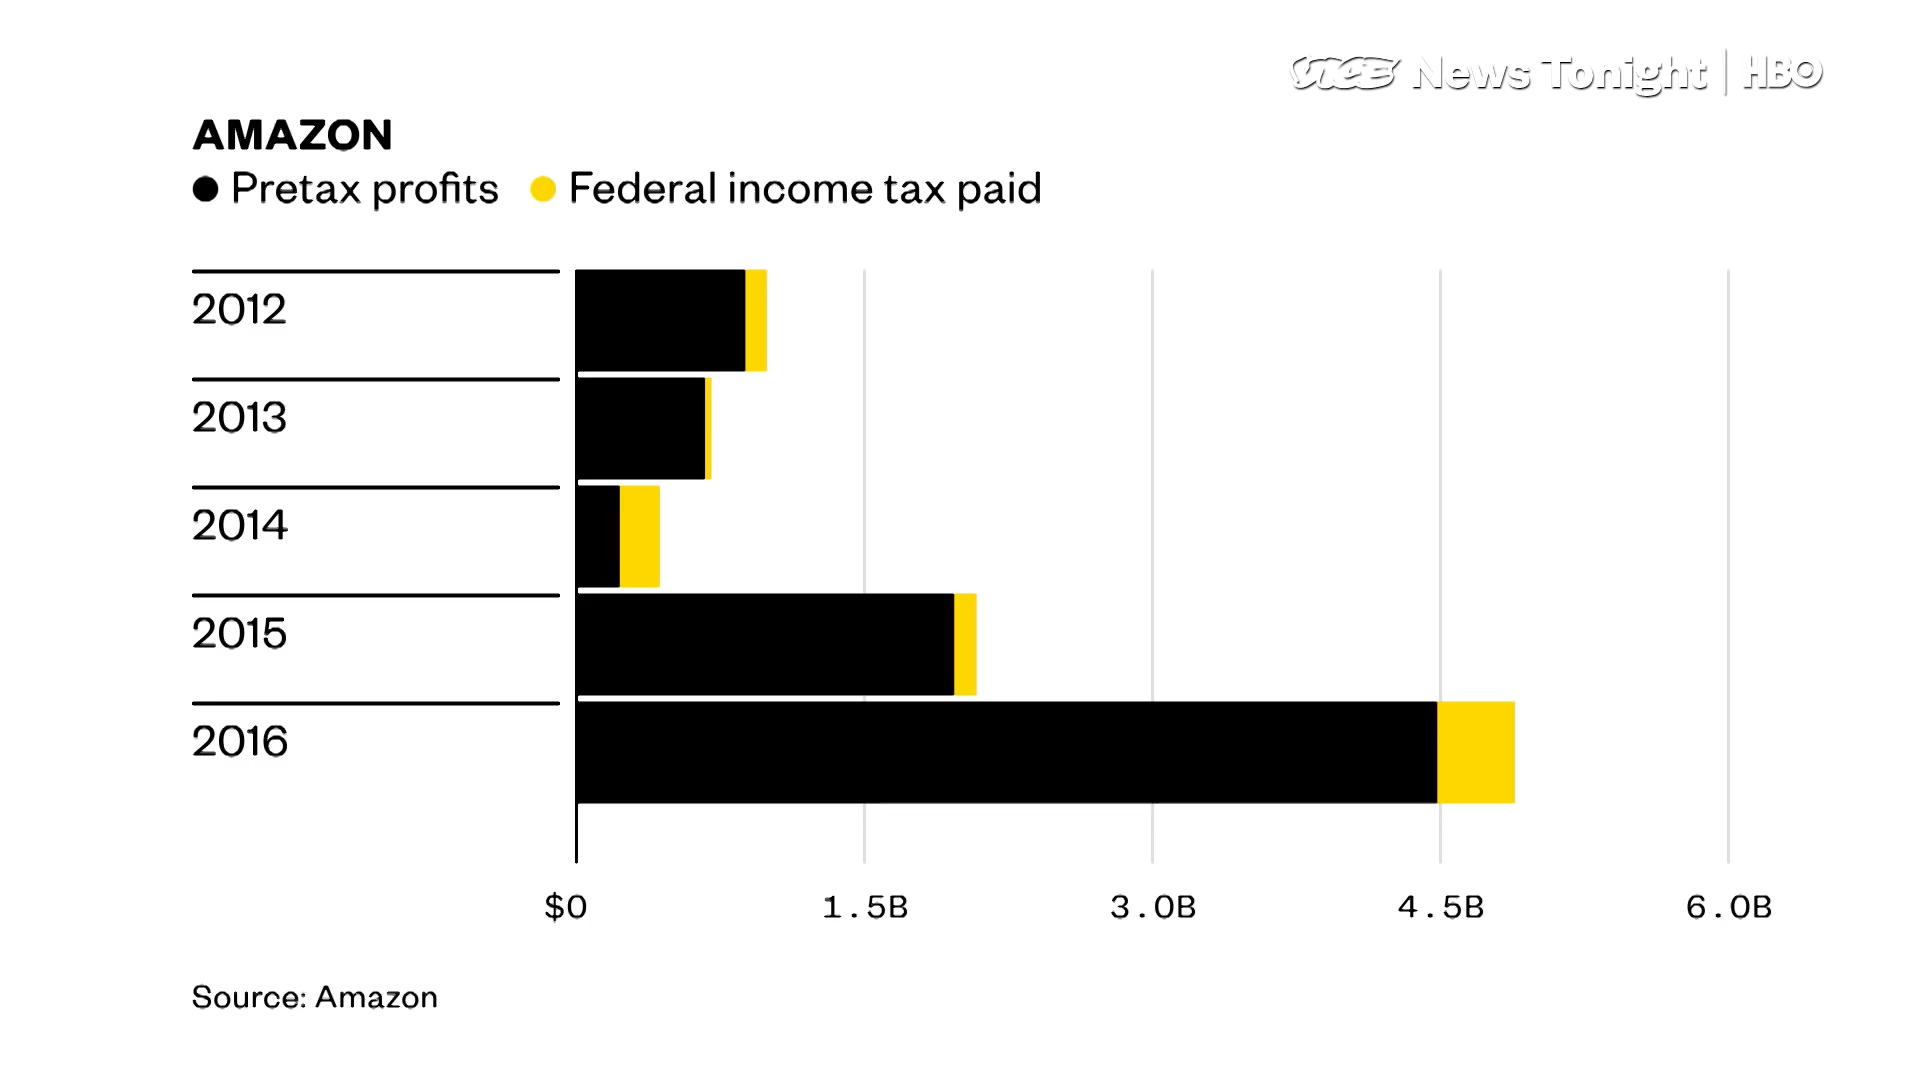 VICE News Tonight | HBO
AMAZON
Pretax profits Federal income tax paid
2012
2013
2014
2015
2016
$0 1.5B 3.0B 4.5B 6.0B
Source: Amazon